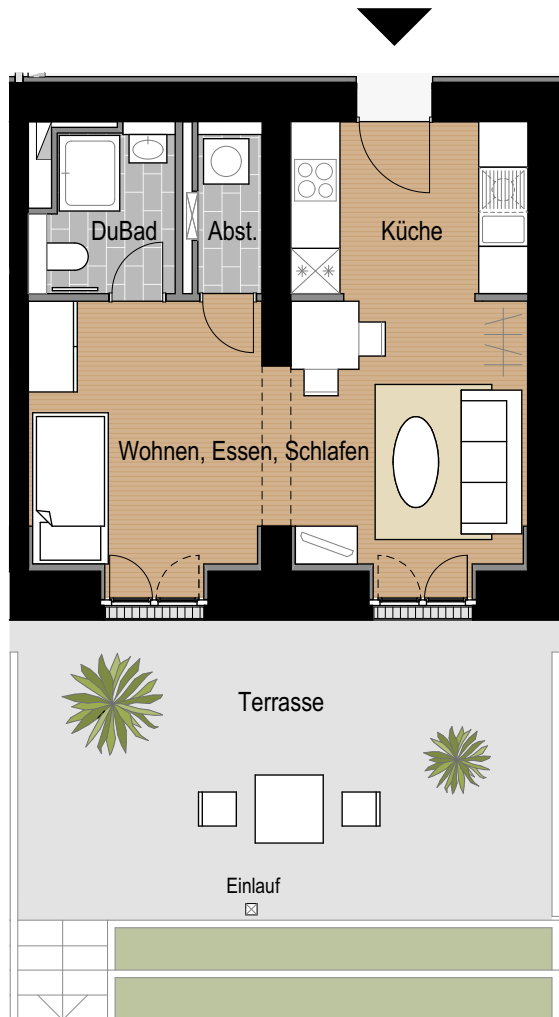 DuBad
Abst.
Küche
Wohnen, Essen, Schlafen
Terrasse
Einlauf